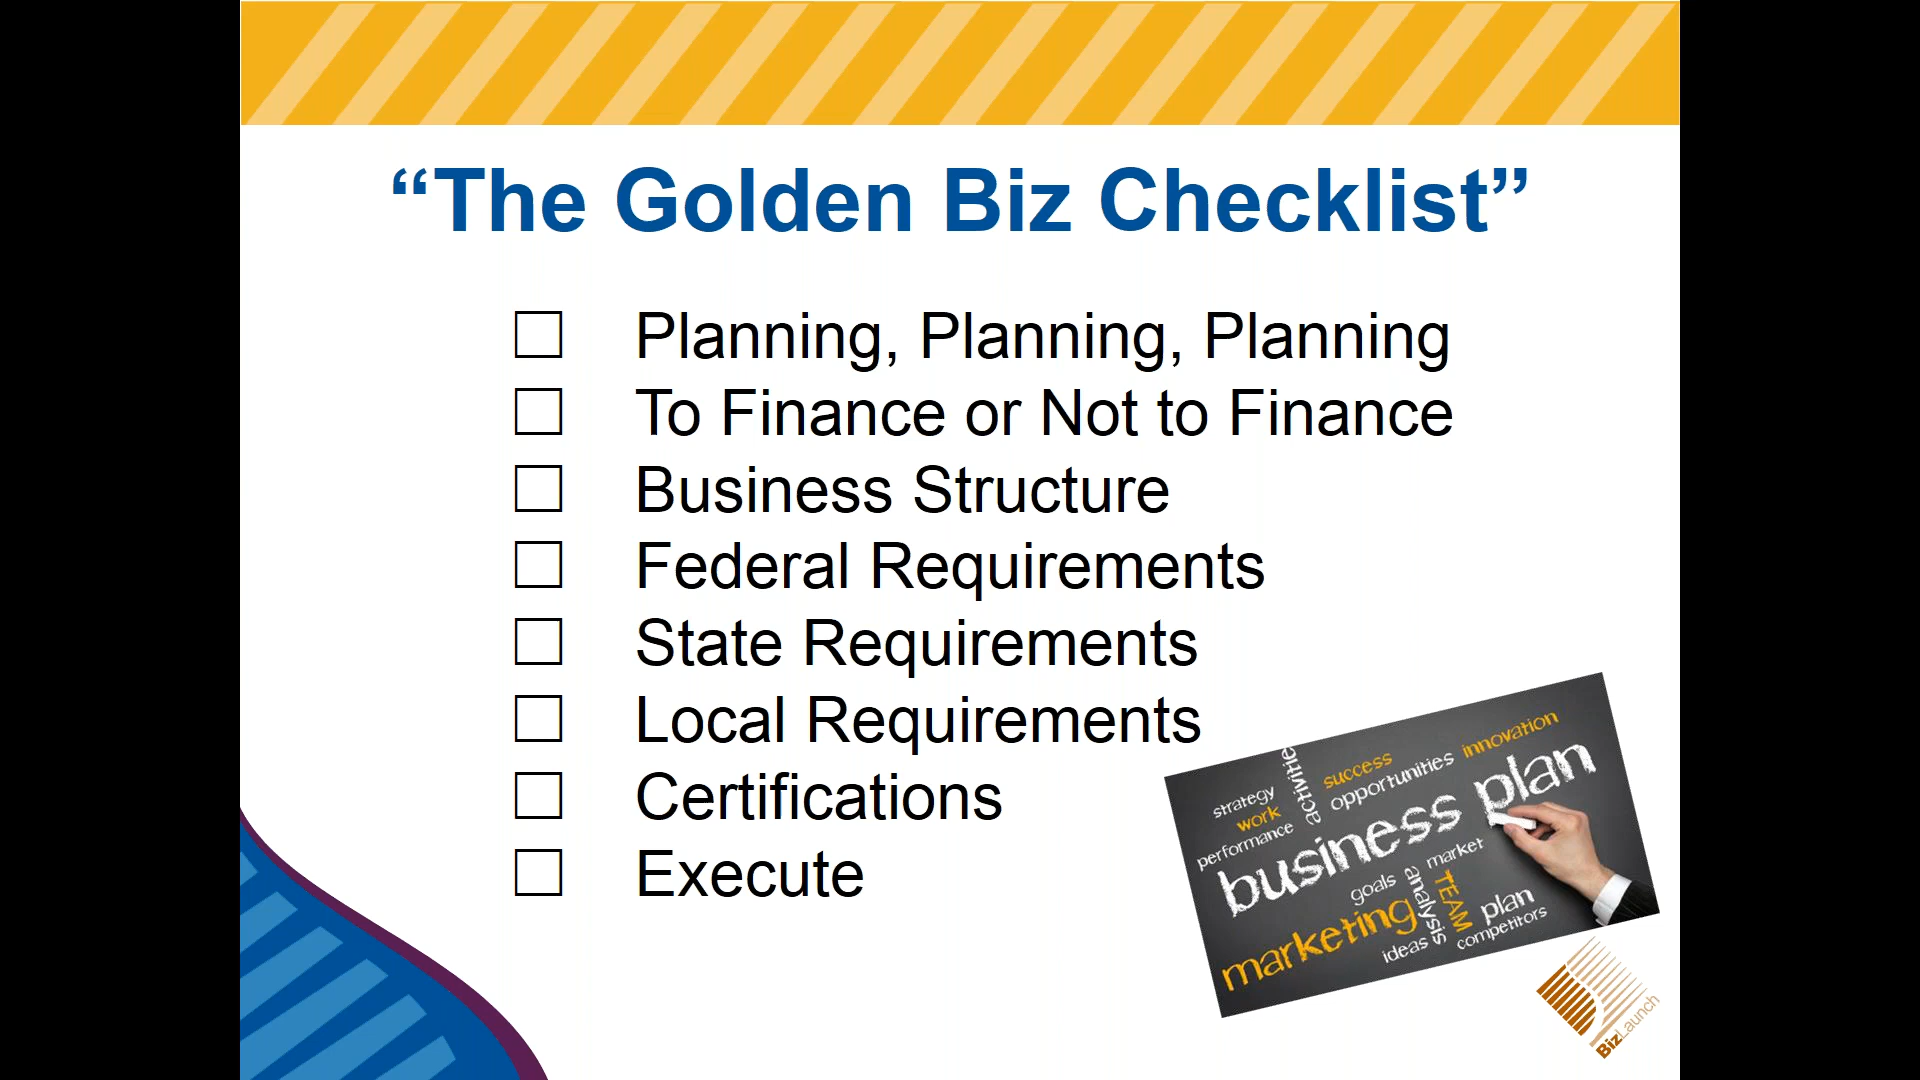 “The Golden Biz Checklist”
☐ Planning, Planning, Planning
☐ To Finance or Not to Finance
☐ Business Structure
☐ Federal Requirements
☐ State Requirements
☐ Local Requirements
☐ Certifications
☐ Execute
strategy
work
performance
activitie
success
opportunities
innovation
business plan
market
goals
analysis
TEAM
plan
marketing
ideas
competitors
BizLaunch